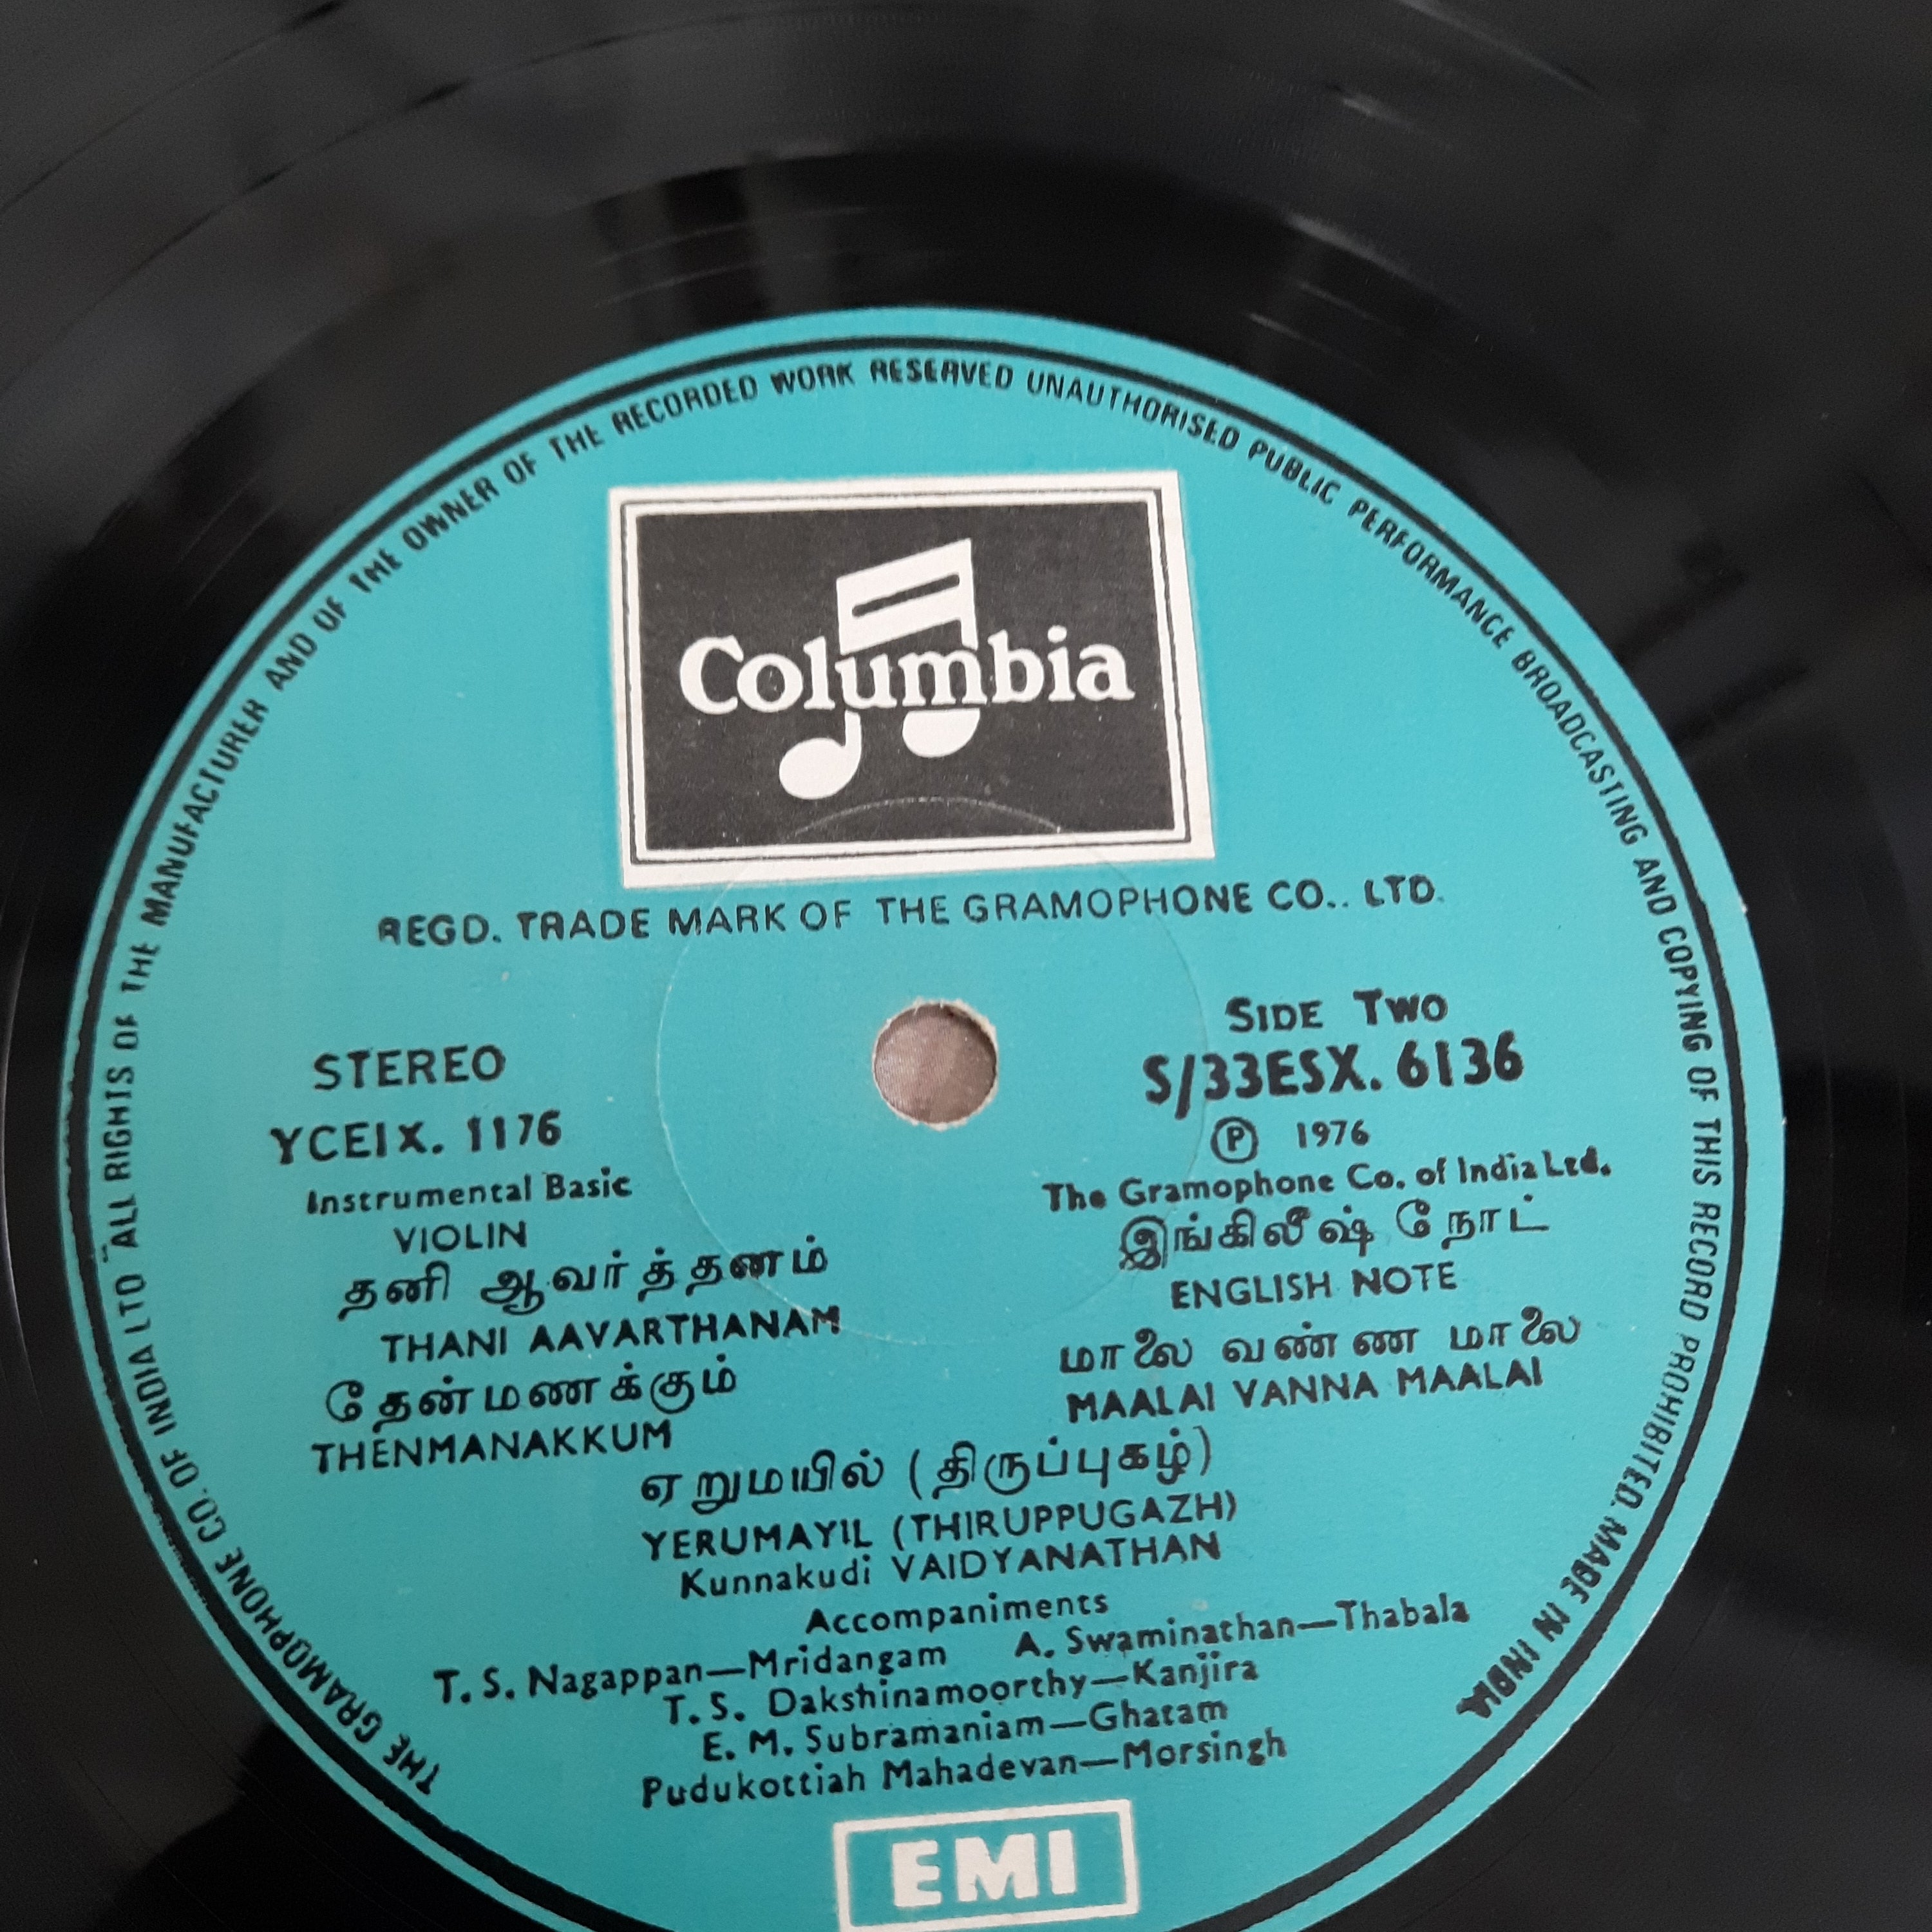 THE GRAMOPHONE CO. OF INDIA LTD ALL RIGHTS OF THE MANUFACTURER AND OF THE OWNER OF THE RECORDED WORK RESERVED UNAUTHORISED PUBLIC PERFORMANCE BROADCASTING AND COPYING OF THIS RECORD PROHIBITED. MADE IN INDIA
Columbia
REGD. TRADE MARK OF THE GRAMOPHONE CO.. LTD.
STEREO
YCEIX. 1176
Instrumental Basic
VIOLIN
தனி ஆவர்த்தனம்
THANI AAVARTHANAM
தேன்மணக்கும்
THENMANAKKUM
SIDE TWO
S/33ESX. 6136
Ⓟ 1976
The Gramophone Co. of India Ltd.
இங்கிலீஷ் நோட்
ENGLISH NOTE
மாலை வண்ண மாலை
MAALAI VANNA MAALAI
ஏறுமயில் (திருப்புகழ்)
YERUMAYIL (THIRUPPUGAZH)
Kunnakudi VAIDYANATHAN
Accompaniments
T. S. Nagappan—Mridangam A. Swaminathan—Thabala
T. S. Dakshinamoorthy—Kanjira
E. M. Subramaniam—Ghatam
Pudukottiah Mahadevan—Morsingh
EMI